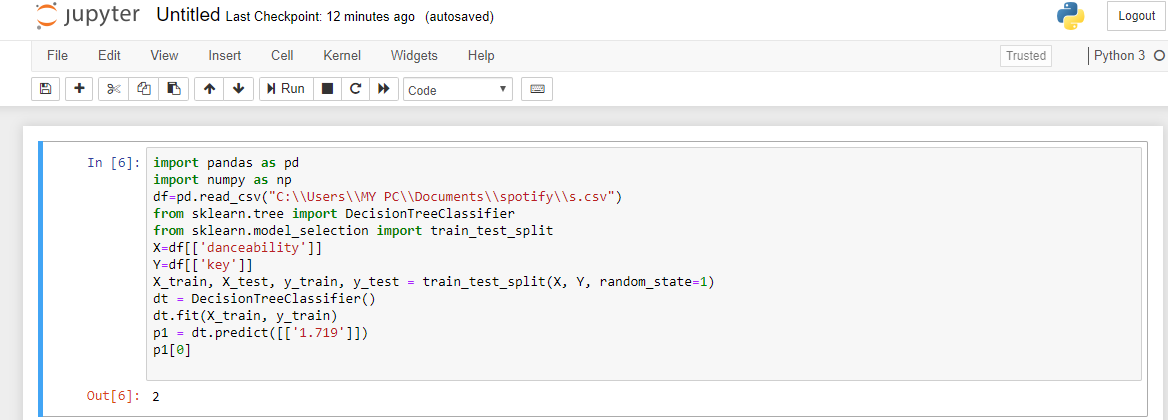 jupyter Untitled Last Checkpoint: 12 minutes ago (autosaved)
Logout
File Edit View Insert Cell Kernel Widgets Help Trusted Python 3
Run Code
In [6]: import pandas as pd
import numpy as np
df=pd.read_csv("C:\\Users\\MY PC\\Documents\\spotify\\s.csv")
from sklearn.tree import DecisionTreeClassifier
from sklearn.model_selection import train_test_split
X=df[['danceability']]
Y=df[['key']]
X_train, X_test, y_train, y_test = train_test_split(X, Y, random_state=1)
dt = DecisionTreeClassifier()
dt.fit(X_train, y_train)
p1 = dt.predict([['1.719']])
p1[0]
Out[6]: 2